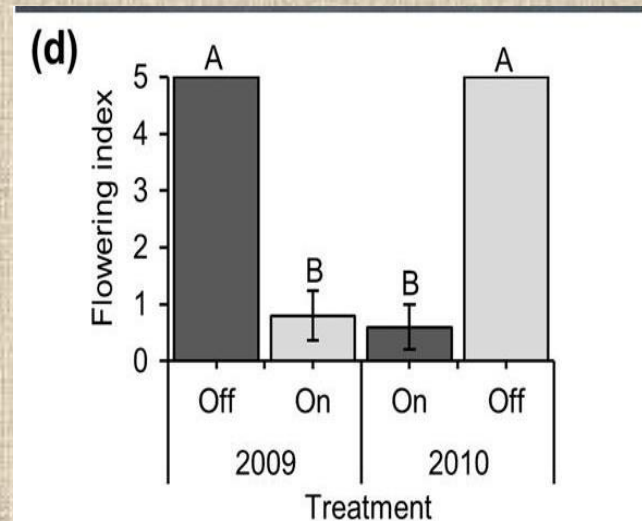 (d)
Flowering index
5
4
3
2
1
0
A
B
B
A
Off On On Off
2009 2010
Treatment